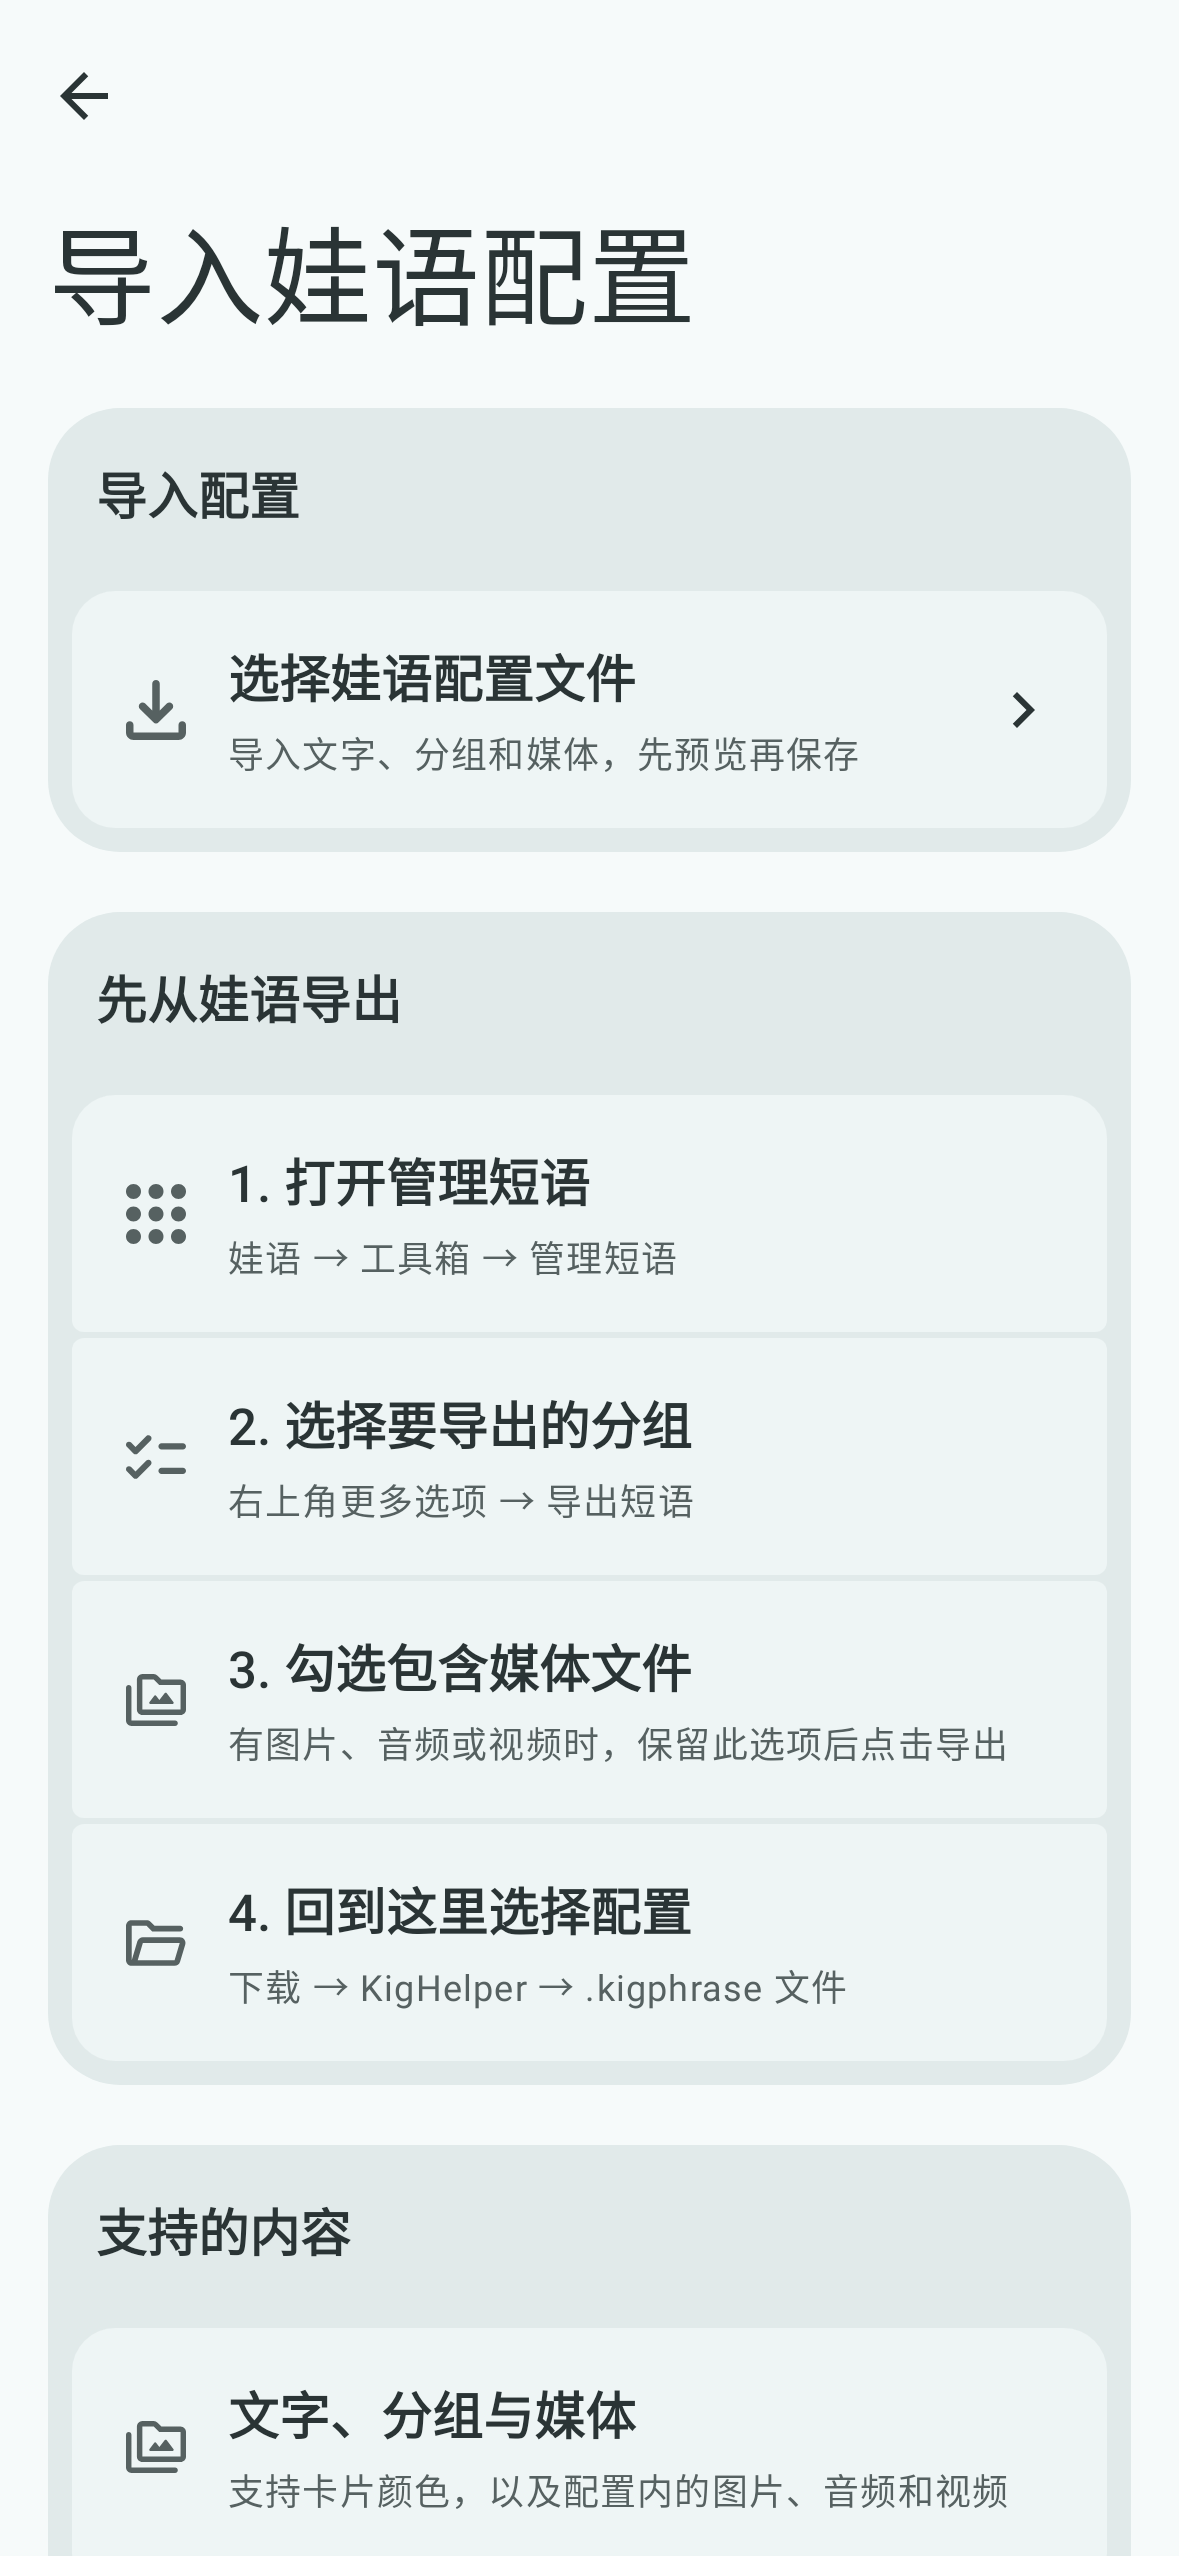 导入娃语配置
导入配置
选择娃语配置文件
导入文字、分组和媒体，先预览再保存
先从娃语导出
1. 打开管理短语
娃语 → 工具箱 → 管理短语
2. 选择要导出的分组
右上角更多选项 → 导出短语
3. 勾选包含媒体文件
有图片、音频或视频时，保留此选项后点击导出
4. 回到这里选择配置
下载 → KigHelper → .kigphrase 文件
支持的内容
文字、分组与媒体
支持卡片颜色，以及配置内的图片、音频和视频